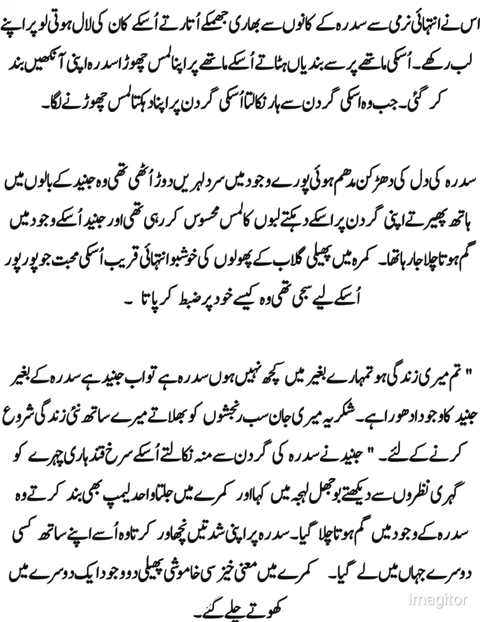 اس نے انتہائی نرمی سے سدرہ کے کانوں سے بھاری جھمکے اُتارتے اُسکے کان کی لال ہوتی لو پر اپنے
لب رکھے۔ اُسکی ماتھے پر سے بندیاں ہٹاتے اُسکے ماتھے پر اپنا لمس چھوڑا سدرہ اپنی آنکھیں بند
کر گئی۔ جب وہ اسکی گردن سے ہار نکالتا اُسکی گردن پر اپنا دہکتا لمس چھوڑنے لگا۔
سدرہ کی دل کی دھڑکن مدھم ہوئی پورے وجود میں سرد لہریں دوڑ اُٹھی تھی وہ جنید کے بالوں میں
ہاتھ پھیرتے اپنی گردن پر اسکے دہکتے لبوں کا لمس محسوس کر رہی تھی اور جنید اُسکے وجود میں
گم ہوتا چلا جا رہا تھا۔ کمرہ میں پھیلی گلاب کے پھولوں کی خوشبو انتہائی قریب اُسکی محبت جو پور پور
اُسکے لیے سجی تھی وہ کیسے خود پر ضبط کر پاتا ۔
" تم میری زندگی ہو تمہارے بغیر میں کچھ نہیں ہوں سدرہ ہے تو اب جنید ہے سدرہ کے بغیر
جنید کا وجود ادھورا ہے۔ شکریہ میری جان سب رنجشوں کو بھلاتے میرے ساتھ نئی زندگی شروع
کرنے کے لئے۔ " جنید نے سدرہ کی گردن سے منہ نکالتے اُسکے سرخ قندہاری چہرے کو
گہری نظروں سے دیکھتے بوجھل لہجہ میں کہا اور کمرے میں جلتا واحد لیمپ بھی بند کرتے وہ
سدرہ کے وجود میں گم ہوتا چلا گیا۔ سدرہ پر اپنی شدتیں نچھاور کرتا وہ اُسے اپنے ساتھ کسی
دوسرے جہاں میں لے گیا۔ کمرے میں معنی خیز سی خاموشی پھیلی دو وجود ایک دوسرے میں
کھوتے چلے گئے۔
Imagitor